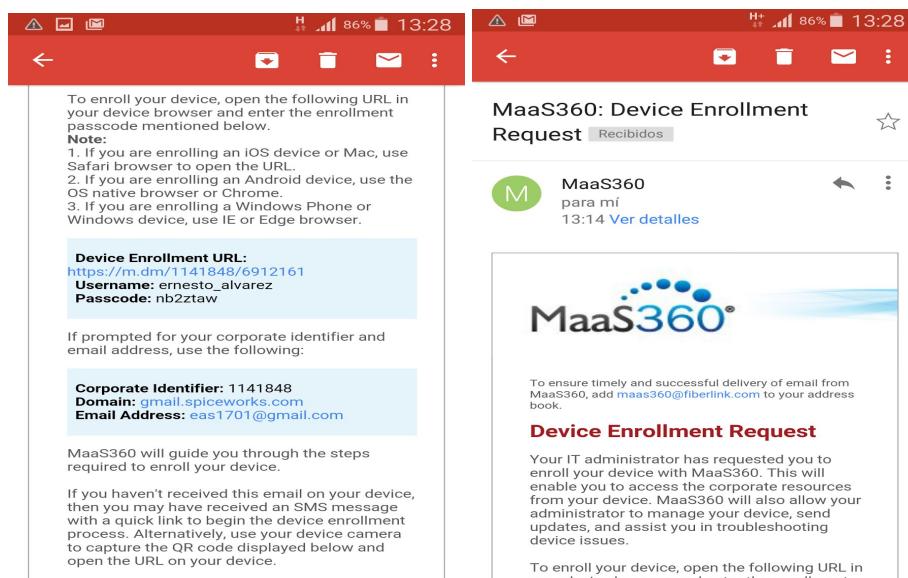 86% 13:28
To enroll your device, open the following URL in
your device browser and enter the enrollment
passcode mentioned below.
Note:
1. If you are enrolling an iOS device or Mac, use
Safari browser to open the URL.
2. If you are enrolling an Android device, use the
OS native browser or Chrome.
3. If you are enrolling a Windows Phone or
Windows device, use IE or Edge browser.
Device Enrollment URL:
https://m.dm/1141848/6912161
Username: ernesto_alvarez
Passcode: nb2ztaw
If prompted for your corporate identifier and
email address, use the following:
Corporate Identifier: 1141848
Domain: gmail.spiceworks.com
Email Address: eas1701@gmail.com
MaaS360 will guide you through the steps
required to enroll your device.
If you haven't received this email on your device,
then you may have received an SMS message
with a quick link to begin the device enrollment
process. Alternatively, use your device camera
to capture the QR code displayed below and
open the URL on your device.
H+ 86% 13:28
MaaS360: Device Enrollment
Request Recibidos
M
MaaS360
para mí
13:14 Ver detalles
MaaS360®
To ensure timely and successful delivery of email from
MaaS360, add maas360@fiberlink.com to your address
book.
Device Enrollment Request
Your IT administrator has requested you to
enroll your device with MaaS360. This will
enable you to access the corporate resources
from your device. MaaS360 will also allow your
administrator to manage your device, send
updates, and assist you in troubleshooting
device issues.
To enroll your device, open the following URL in